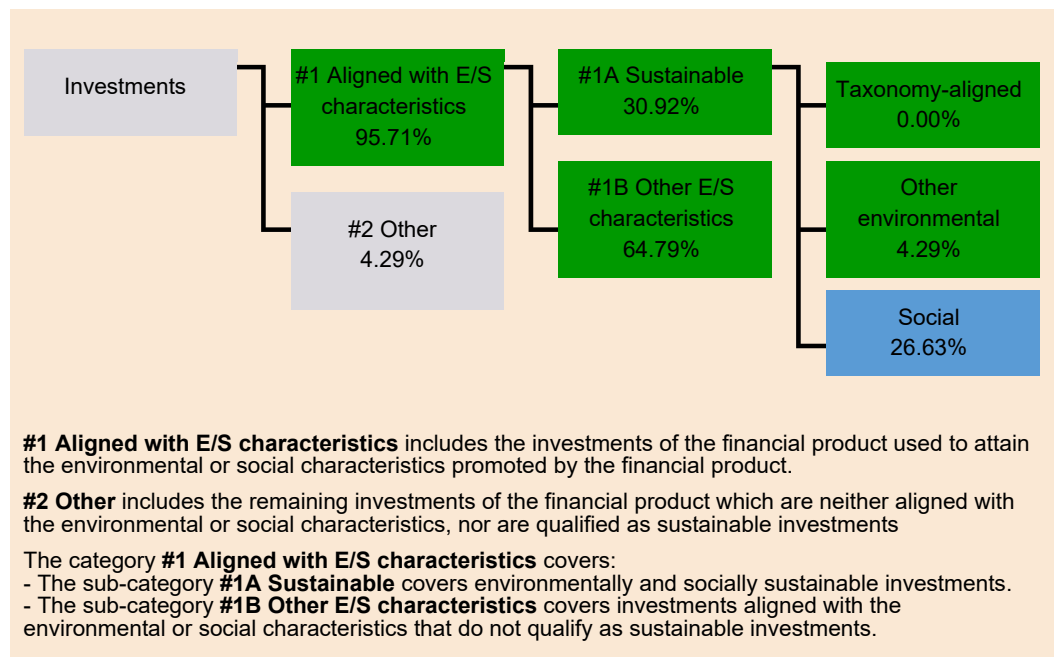 Investments
#1 Aligned with E/S
characteristics
95.71%
#2 Other
4.29%
#1A Sustainable
30.92%
#1B Other E/S
characteristics
64.79%
Taxonomy-aligned
0.00%
Other
environmental
4.29%
Social
26.63%
#1 Aligned with E/S characteristics includes the investments of the financial product used to attain
the environmental or social characteristics promoted by the financial product.
#2 Other includes the remaining investments of the financial product which are neither aligned with
the environmental or social characteristics, nor are qualified as sustainable investments
The category #1 Aligned with E/S characteristics covers:
- The sub-category #1A Sustainable covers environmentally and socially sustainable investments.
- The sub-category #1B Other E/S characteristics covers investments aligned with the
environmental or social characteristics that do not qualify as sustainable investments.